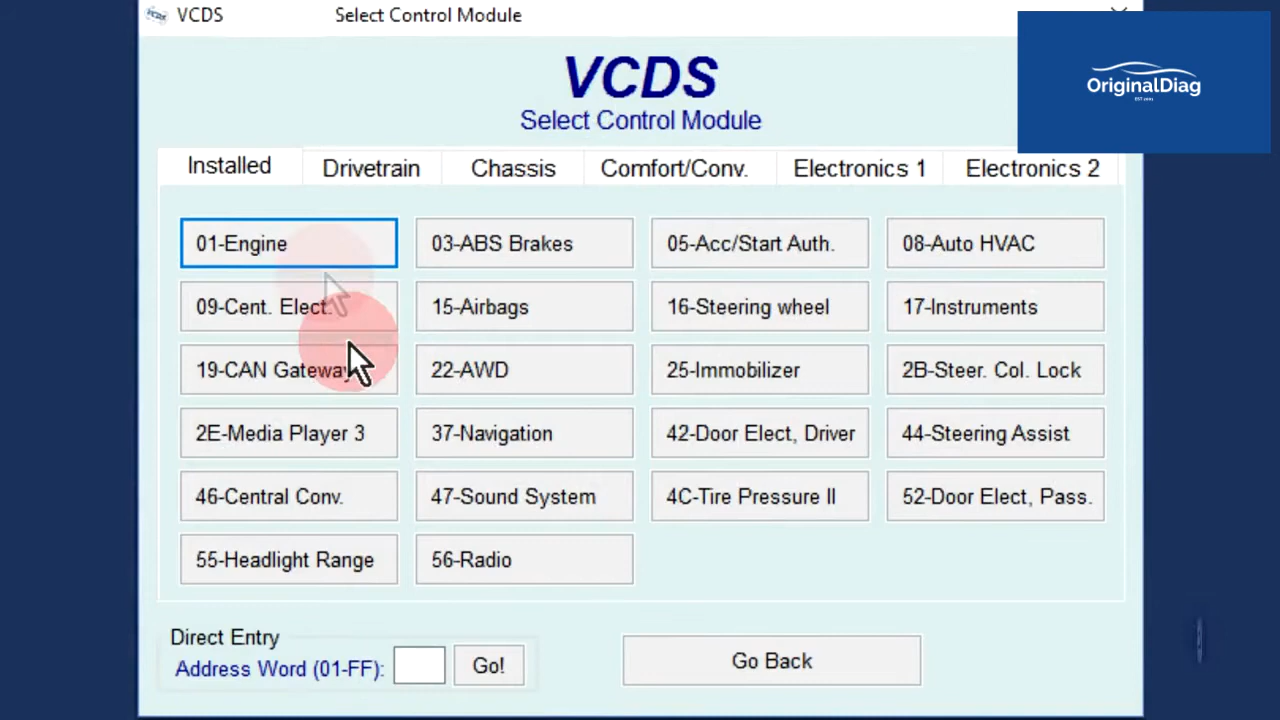 VCDS
Select Control Module
OriginalDiag
VCDS
Select Control Module
Installed
Drivetrain
Chassis
Comfort/Conv.
Electronics 1
Electronics 2
01-Engine
03-ABS Brakes
05-Acc/Start Auth.
08-Auto HVAC
09-Cent. Elect.
15-Airbags
16-Steering wheel
17-Instruments
19-CAN Gateway
22-AWD
25-Immobilizer
2B-Steer. Col. Lock
2E-Media Player 3
37-Navigation
42-Door Elect, Driver
44-Steering Assist
46-Central Conv.
47-Sound System
4C-Tire Pressure II
52-Door Elect, Pass.
55-Headlight Range
56-Radio
Direct Entry
Address Word (01-FF):
Go!
Go Back